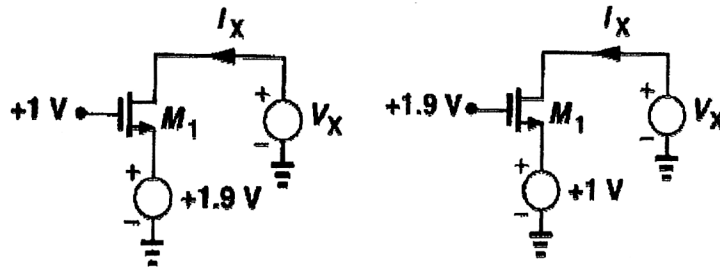 I_X
+1 V
M_1
+
V_X
−
+
+1.9 V
−
I_X
+1.9 V
M_1
+
V_X
−
+
+1 V
−